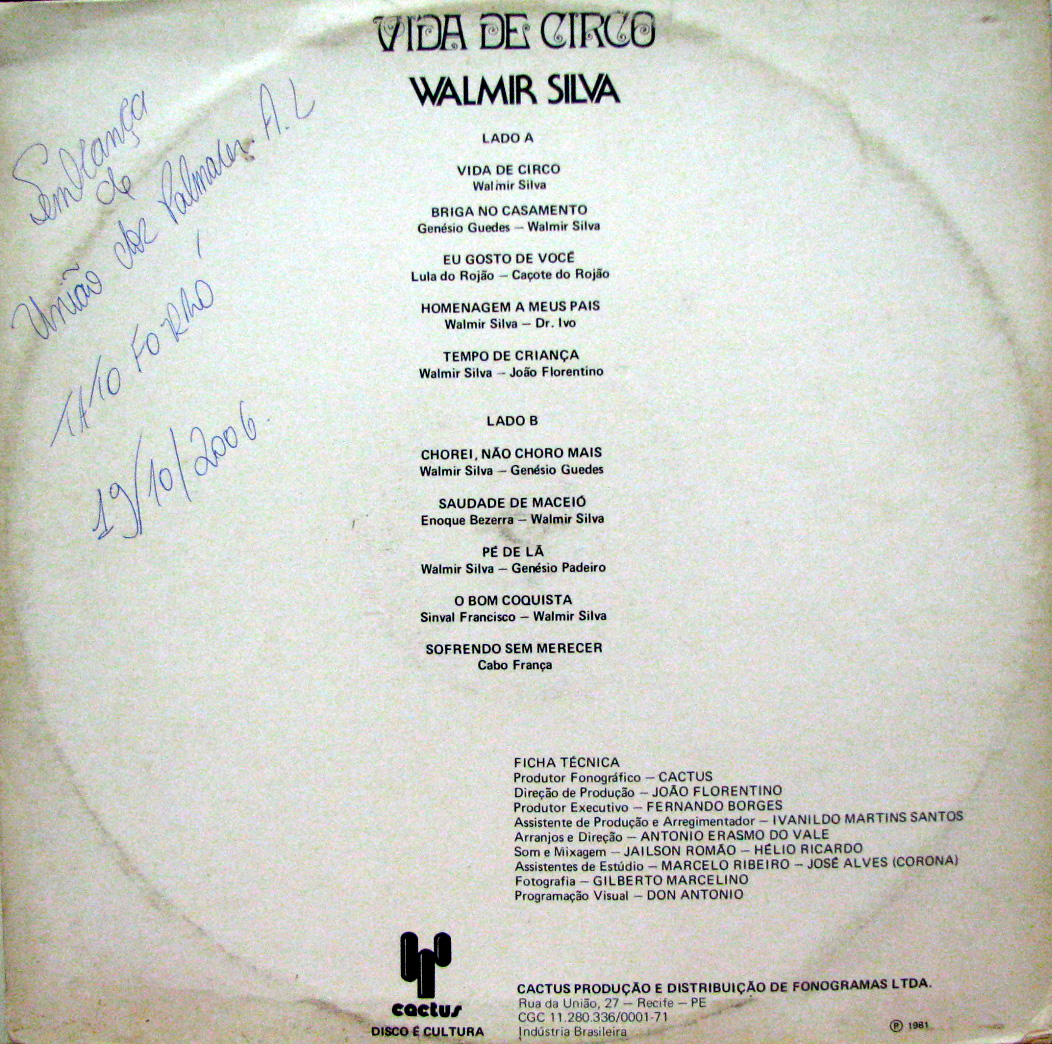 VIDA DE CIRCO
WALMIR SILVA
LADO A
VIDA DE CIRCO
Walmir Silva
BRIGA NO CASAMENTO
Genésio Guedes — Walmir Silva
EU GOSTO DE VOCÊ
Lula do Rojão — Caçote do Rojão
HOMENAGEM A MEUS PAIS
Walmir Silva — Dr. Ivo
TEMPO DE CRIANÇA
Walmir Silva — João Florentino
LADO B
CHOREI, NÃO CHORO MAIS
Walmir Silva — Genésio Guedes
SAUDADE DE MACEIÓ
Enoque Bezerra — Walmir Silva
PÉ DE LÃ
Walmir Silva — Genésio Padeiro
O BOM COQUISTA
Sinval Francisco — Walmir Silva
SOFRENDO SEM MERECER
Cabo França
de
União dos Palmares A.L
TATO FORRÓ
19/10/2006.
FICHA TÉCNICA
Produtor Fonográfico — CACTUS
Direção de Produção — JOÃO FLORENTINO
Produtor Executivo — FERNANDO BORGES
Assistente de Produção e Arregimentador — IVANILDO MARTINS SANTOS
Arranjos e Direção — ANTONIO ERASMO DO VALE
Som e Mixagem — JAILSON ROMÃO — HÉLIO RICARDO
Assistentes de Estúdio — MARCELO RIBEIRO — JOSÉ ALVES (CORONA)
Fotografia — GILBERTO MARCELINO
Programação Visual — DON ANTONIO
cactus
DISCO É CULTURA
CACTUS PRODUÇÃO E DISTRIBUIÇÃO DE FONOGRAMAS LTDA.
Rua da União, 27 — Recife — PE
CGC 11.280.336/0001-71
Indústria Brasileira
Ⓟ 1981